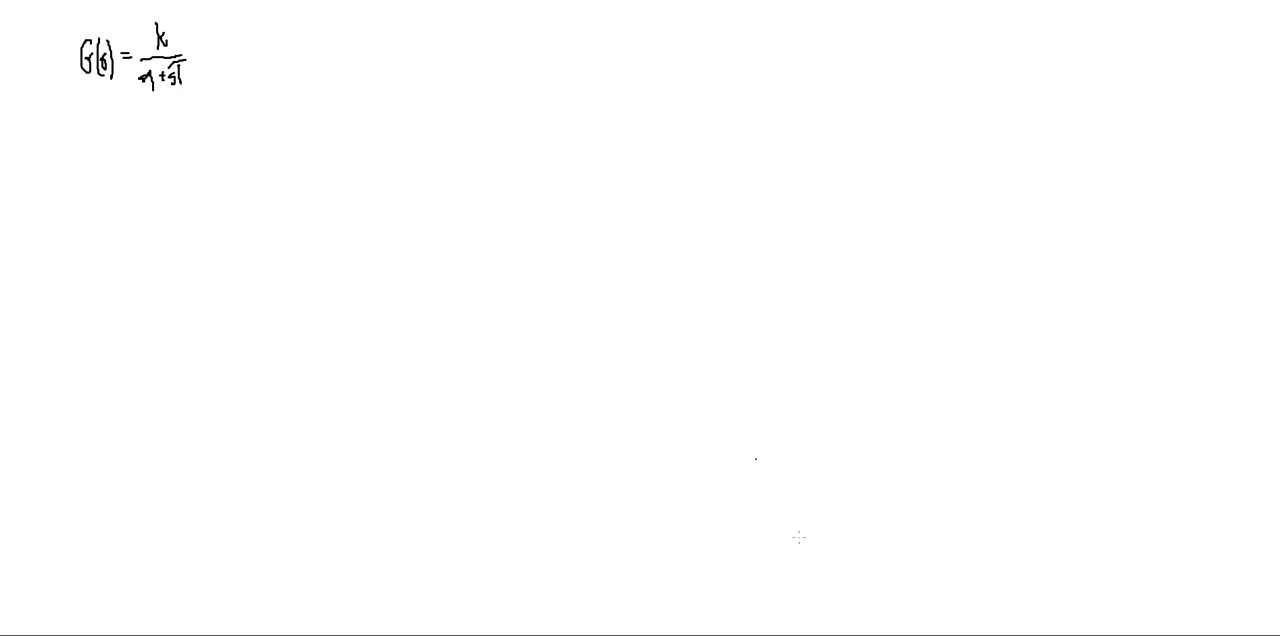 G(s) = k / (1 + sT)